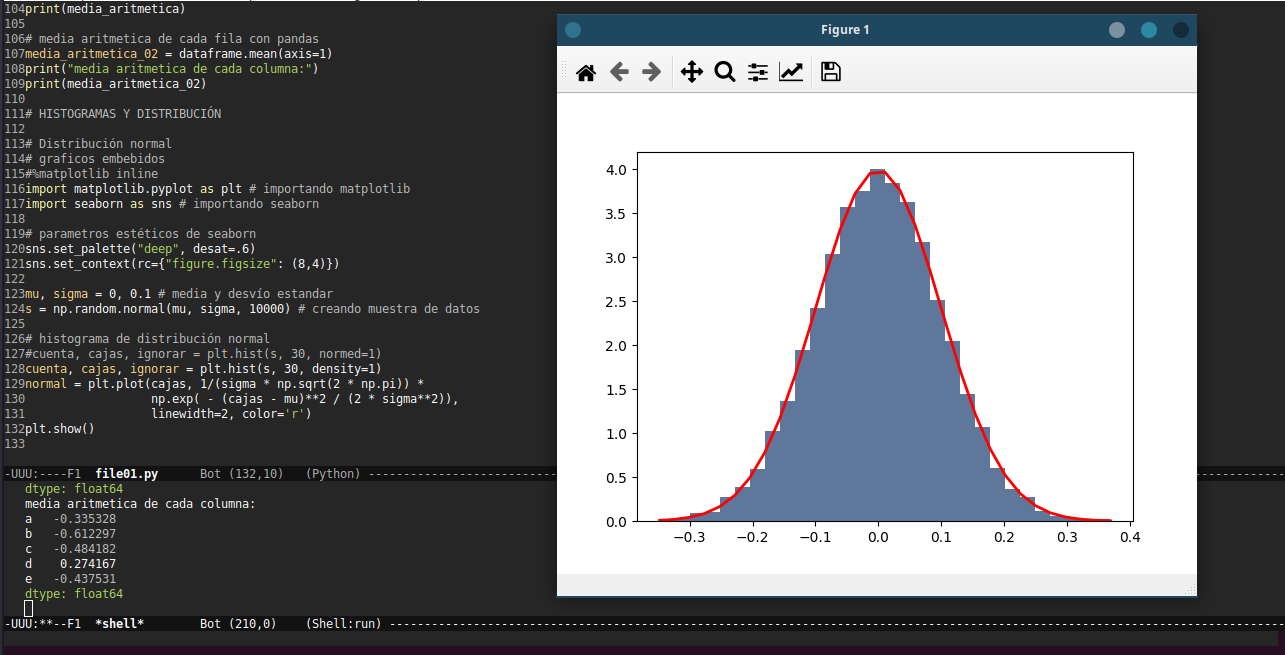 104print(media_aritmetica)
105
106# media aritmetica de cada fila con pandas
107media_aritmetica_02 = dataframe.mean(axis=1)
108print("media aritmetica de cada columna:")
109print(media_aritmetica_02)
110
111# HISTOGRAMAS Y DISTRIBUCIÓN
112
113# Distribución normal
114# graficos embebidos
115#%matplotlib inline
116import matplotlib.pyplot as plt # importando matplotlib
117import seaborn as sns # importando seaborn
118
119# parametros estéticos de seaborn
120sns.set_palette("deep", desat=.6)
121sns.set_context(rc={"figure.figsize": (8,4)})
122
123mu, sigma = 0, 0.1 # media y desvío estandar
124s = np.random.normal(mu, sigma, 10000) # creando muestra de datos
125
126# histograma de distribución normal
127#cuenta, cajas, ignorar = plt.hist(s, 30, normed=1)
128cuenta, cajas, ignorar = plt.hist(s, 30, density=1)
129normal = plt.plot(cajas, 1/(sigma * np.sqrt(2 * np.pi)) *
130                  np.exp( - (cajas - mu)**2 / (2 * sigma**2)),
131                  linewidth=2, color='r')
132plt.show()
133
-UUU:----F1  file01.py      Bot (132,10)   (Python) ---------------------------
dtype: float64
media aritmetica de cada columna:
a   -0.335328
b   -0.612297
c   -0.484182
d    0.274167
e   -0.437531
dtype: float64
-UUU:**--F1  *shell*        Bot (210,0)    (Shell:run) ---------------------------
Figure 1
4.0
3.5
3.0
2.5
2.0
1.5
1.0
0.5
0.0
−0.3 −0.2 −0.1 0.0 0.1 0.2 0.3 0.4